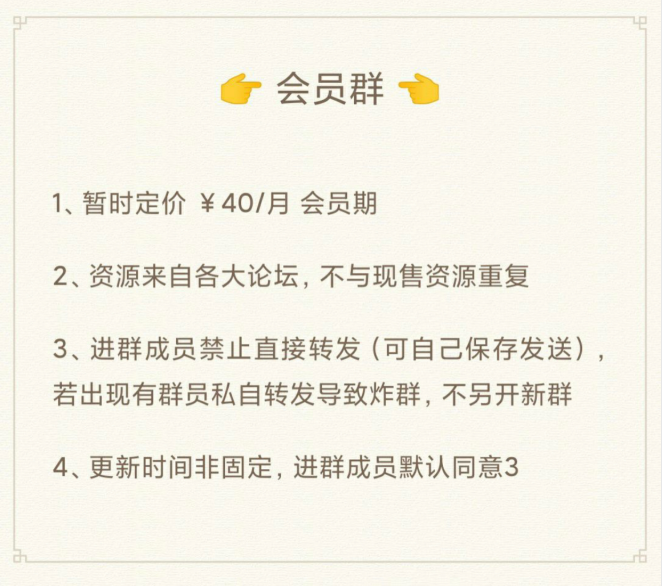 👉 会员群 👈
1、暂时定价 ￥40/月 会员期
2、资源来自各大论坛, 不与现售资源重复
3、进群成员禁止直接转发（可自己保存发送）,
若出现有群员私自转发导致炸群, 不另开新群
4、更新时间非固定, 进群成员默认同意3